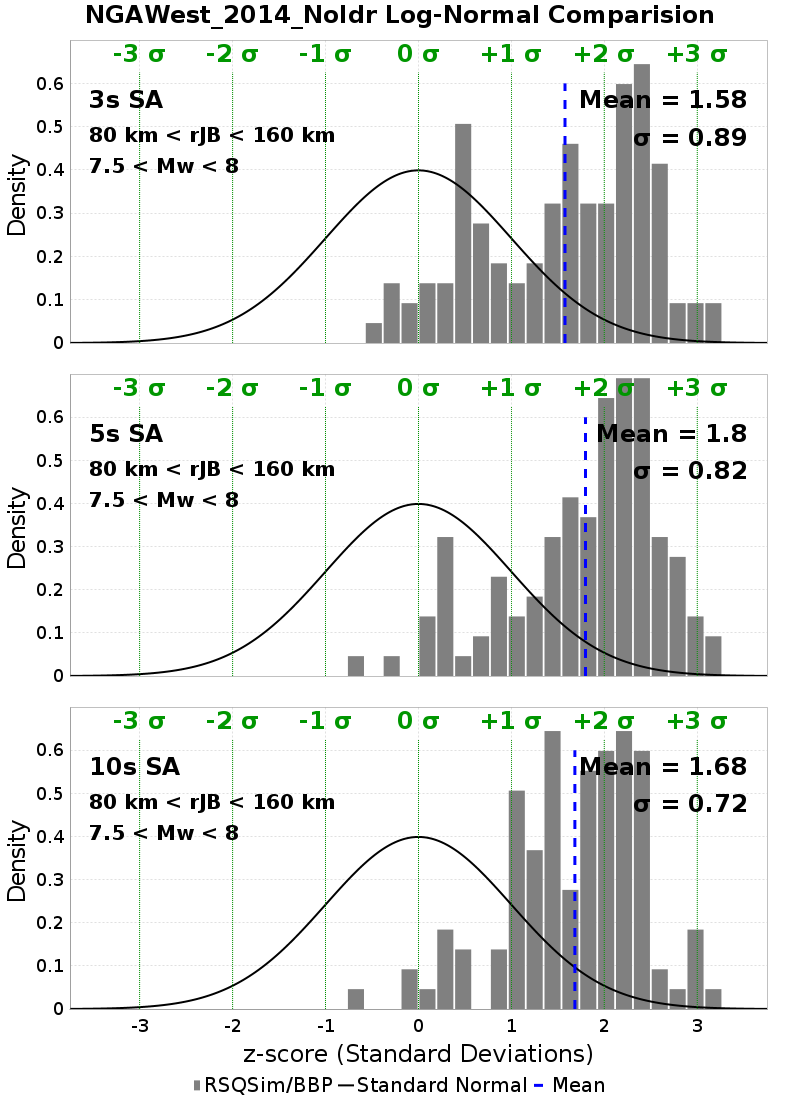 NGAWest_2014_NoIdr Log-Normal Comparision
-3 σ -2 σ -1 σ 0 σ +1 σ +2 σ +3 σ
3s SA
80 km < rJB < 160 km
7.5 < Mw < 8
Mean = 1.58
σ = 0.89
Density
0.6
0.5
0.4
0.3
0.2
0.1
0
-3 σ -2 σ -1 σ 0 σ +1 σ +2 σ +3 σ
5s SA
80 km < rJB < 160 km
7.5 < Mw < 8
Mean = 1.8
σ = 0.82
Density
0.6
0.5
0.4
0.3
0.2
0.1
0
-3 σ -2 σ -1 σ 0 σ +1 σ +2 σ +3 σ
10s SA
80 km < rJB < 160 km
7.5 < Mw < 8
Mean = 1.68
σ = 0.72
Density
0.6
0.5
0.4
0.3
0.2
0.1
0
-3 -2 -1 0 1 2 3
z-score (Standard Deviations)
RSQSim/BBP Standard Normal Mean